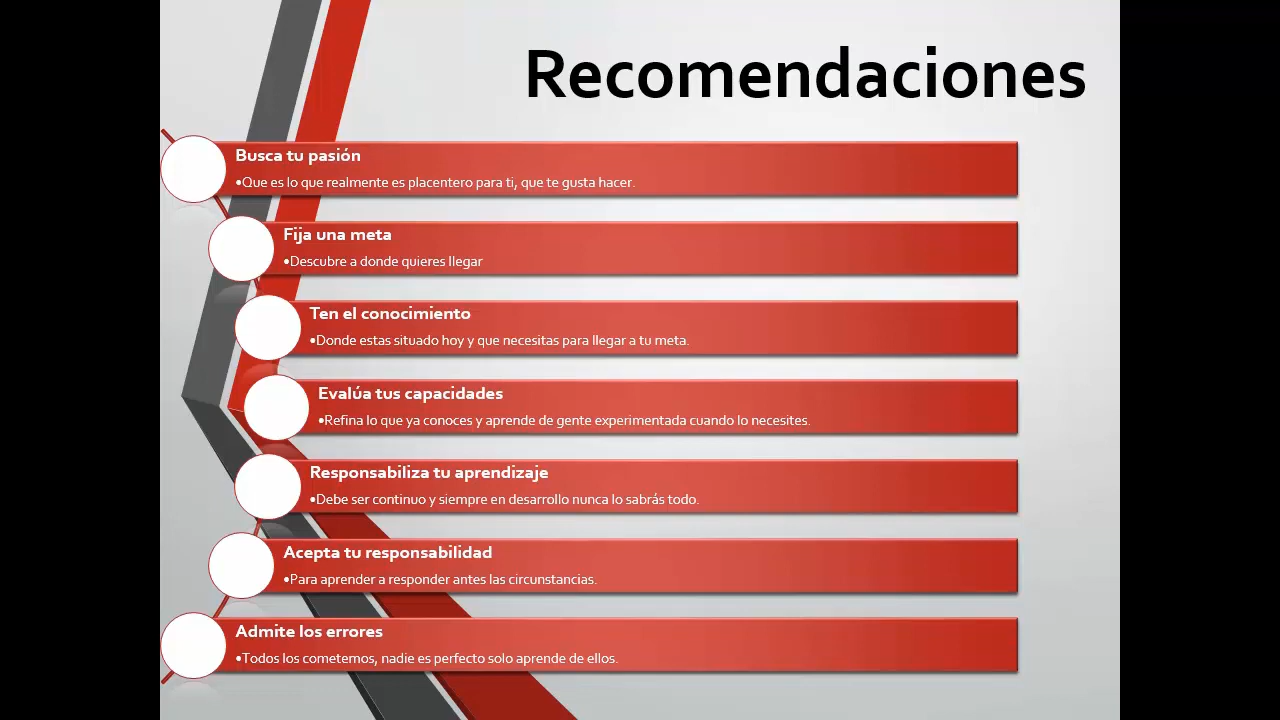 Recomendaciones
Busca tu pasión
•Que es lo que realmente es placentero para ti, que te gusta hacer.
Fija una meta
•Descubre a donde quieres llegar
Ten el conocimiento
•Donde estas situado hoy y que necesitas para llegar a tu meta.
Evalúa tus capacidades
•Refina lo que ya conoces y aprende de gente experimentada cuando lo necesites.
Responsabiliza tu aprendizaje
•Debe ser continuo y siempre en desarrollo nunca lo sabrás todo.
Acepta tu responsabilidad
•Para aprender a responder antes las circunstancias.
Admite los errores
•Todos los cometemos, nadie es perfecto solo aprende de ellos.